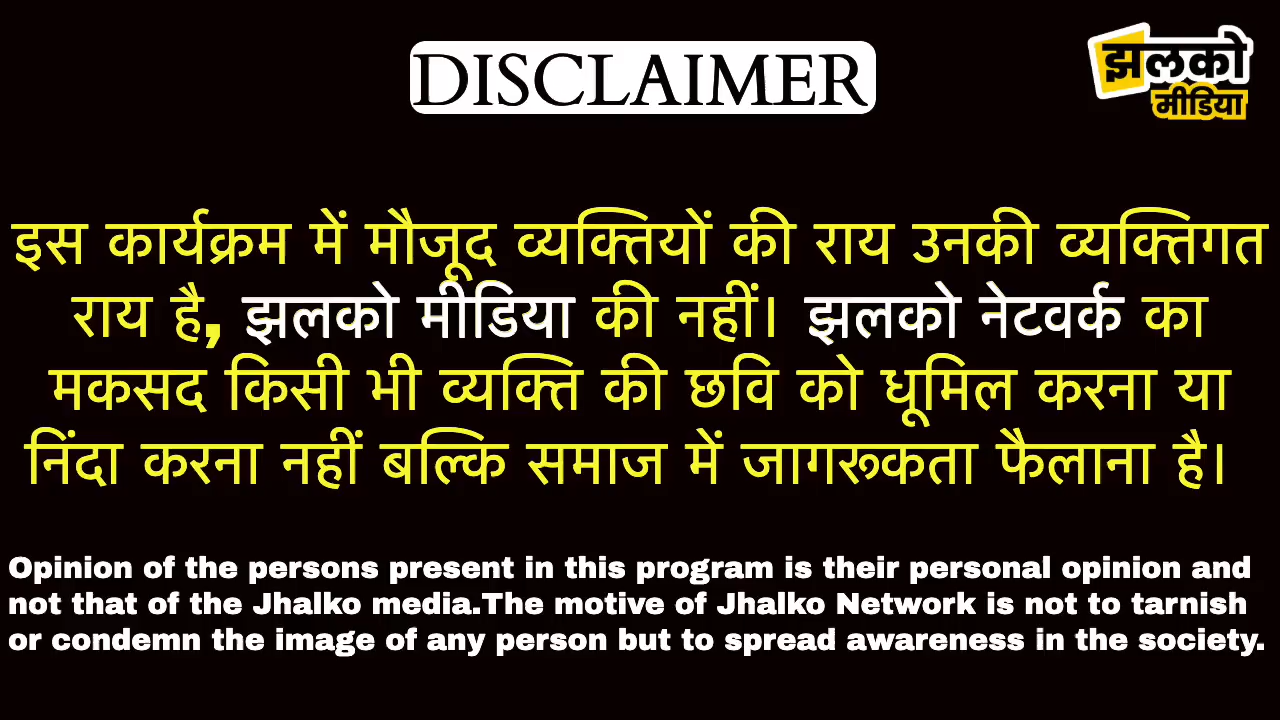 DISCLAIMER
झलको
मीडिया
इस कार्यक्रम में मौजूद व्यक्तियों की राय उनकी व्यक्तिगत
राय है, झलको मीडिया की नहीं। झलको नेटवर्क का
मकसद किसी भी व्यक्ति की छवि को धूमिल करना या
निंदा करना नहीं बल्कि समाज में जागरूकता फैलाना है।
Opinion of the persons present in this program is their personal opinion and
not that of the Jhalko media.The motive of Jhalko Network is not to tarnish
or condemn the image of any person but to spread awareness in the society.